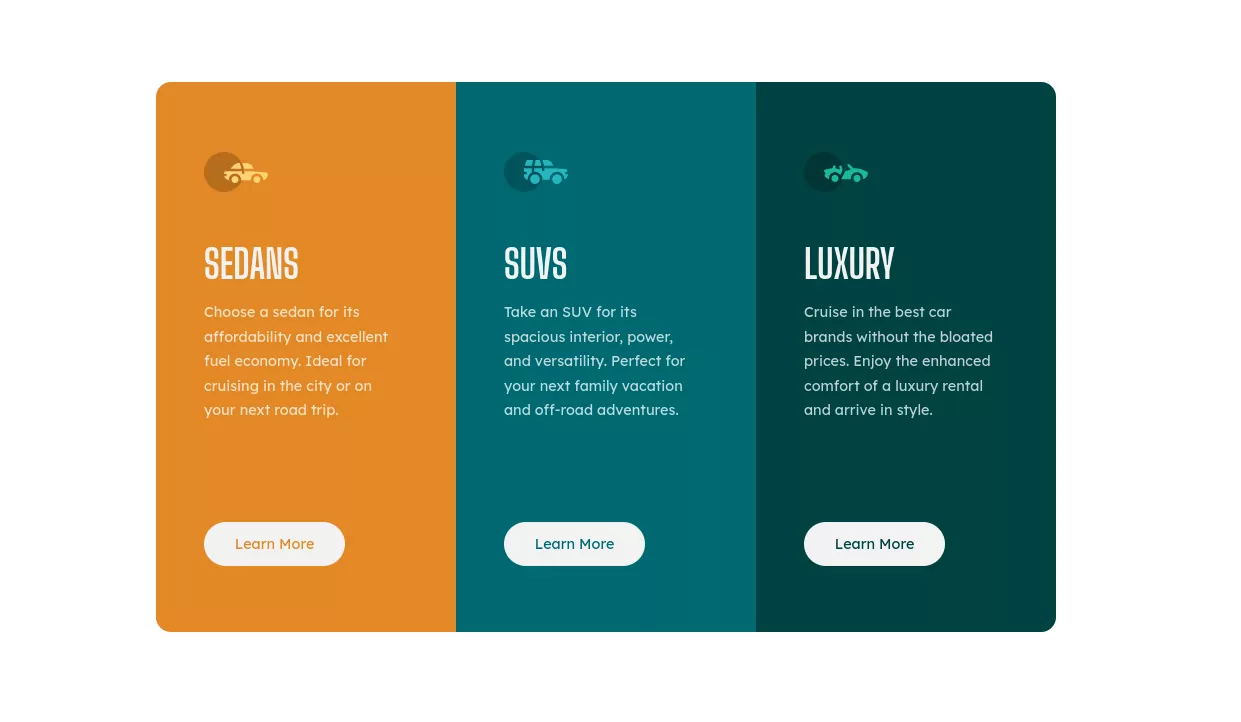 SEDANS
Choose a sedan for its
affordability and excellent
fuel economy. Ideal for
cruising in the city or on
your next road trip.
Learn More
SUVS
Take an SUV for its
spacious interior, power,
and versatility. Perfect for
your next family vacation
and off-road adventures.
Learn More
LUXURY
Cruise in the best car
brands without the bloated
prices. Enjoy the enhanced
comfort of a luxury rental
and arrive in style.
Learn More